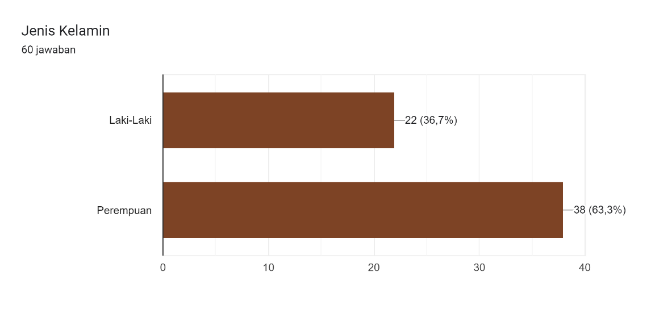 Jenis Kelamin
60 jawaban
Laki-Laki
22 (36,7%)
Perempuan
38 (63,3%)
0
10
20
30
40